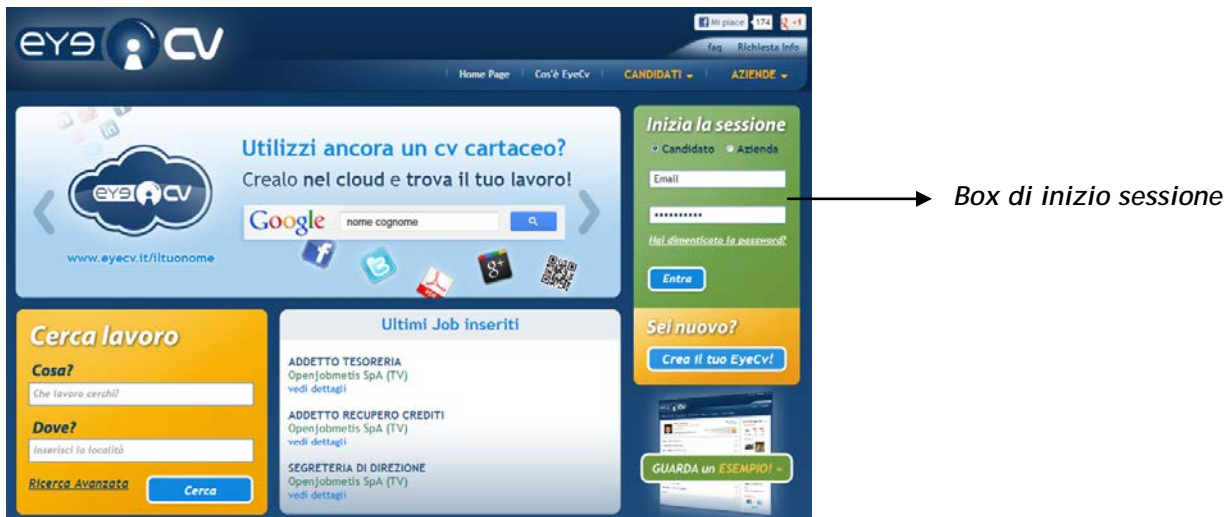 eye CV
Mi piace 174 +1
faq Richiesta Info
Home Page Cos'è EyeCv CANDIDATI AZIENDE
eye CV
www.eyecv.it/iltuonome
Utilizzi ancora un cv cartaceo?
Crealo nel cloud e trova il tuo lavoro!
Google nome cognome
PDF
g+
Inizia la sessione
Candidato Azienda
Email
Hai dimenticato la password?
Entra
Box di inizio sessione
Sei nuovo?
Crea il tuo EyeCv!
GUARDA un ESEMPIO! »
Cerca lavoro
Cosa?
Che lavoro cerchi?
Dove?
Inserisci la località
Ricerca Avanzata Cerca
Ultimi Job inseriti
ADDETTO TESORERIA
Openjobmetis SpA (TV)
vedi dettagli
ADDETTO RECUPERO CREDITI
Openjobmetis SpA (TV)
vedi dettagli
SEGRETERIA DI DIREZIONE
Openjobmetis SpA (TV)
vedi dettagli